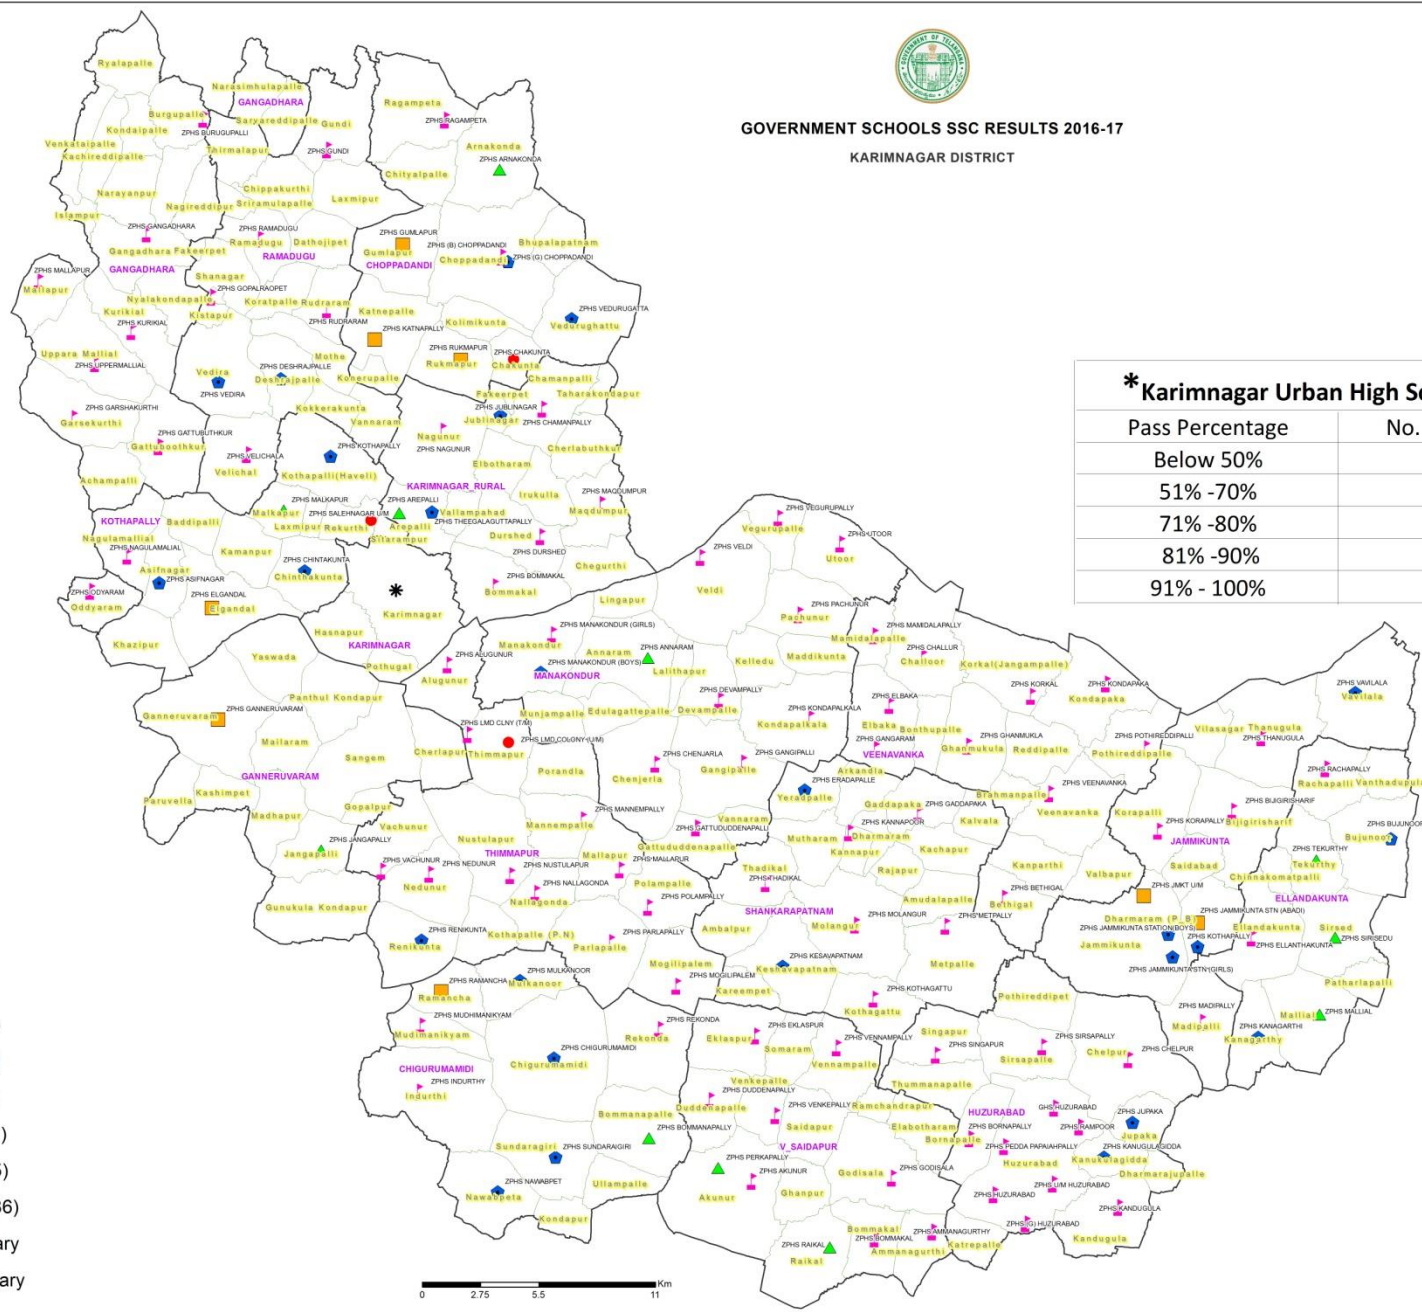 GOVERNMENT OF TELANGANA
GOVERNMENT SCHOOLS SSC RESULTS 2016-17
KARIMNAGAR DISTRICT
Ryalapalle
Narasimhulapalle
GANGADHARA
Ragampeta
ZPHS RAGAMPETA
Burgupalle
ZPHS BURUGUPALLI
Saryareddipalle
Gundi
Kondaipalle
Venkataipalle
Kachireddipalle
Thirmalapur
ZPHS GUNDI
Arnakonda
ZPHS ARNAKONDA
Chityalpalle
Narayanpur
Chippakurthi
Nagireddipur
Sriramulapalle
Laxmipur
Islampur
ZPHS GANGADHARA
ZPHS RAMADUGU
ZPHS GUMLAPUR
Gangadhara
Fakeerpet
Ramadugu
Dathojipet
Gumlapur
ZPHS (B) CHOPPADANDI
Choppadandi
ZPHS (G) CHOPPADANDI
Bhupalapatnam
RAMADUGU
CHOPPADANDI
ZPHS MALLAPUR
Mallapur
GANGADHARA
Shanagar
ZPHS GOPALRAOPET
Nyalakondapalle
Koratpalle
Rudraram
Kurikial
Kistapur
ZPHS KURIKIAL
ZPHS RUDRARAM
Katnepalle
ZPHS KATNAPALLY
Kolimikunta
ZPHS VEDURUGATTA
Vedurughattu
Uppara Mallial
ZPHS UPPERMALLIAL
Mothe
ZPHS RUKMAPUR
Rukmapur
ZPHS CHAKUNTA
Chakunta
Vedira
ZPHS VEDIRA
ZPHS DESHRAJPALLE
Deshrajpalle
Konerupalle
Chamanpalli
Fakeerpet
Taharakondapur
ZPHS GARSHAKURTHI
Garsekurthi
Kokkerakunta
Vannaram
ZPHS JUBLINAGAR
Jublinagar
ZPHS CHAMANPALLY
ZPHS GATTUBUTHKUR
Gattuboothkur
ZPHS VELICHALA
Velichal
ZPHS KOTHAPALLY
Kothapalli(Haveli)
Nagunur
ZPHS NAGUNUR
Cherlabuthkur
Elbotharam
Achampalli
KARIMNAGAR_RURAL
Irukulla
ZPHS MAQDUMPUR
Maqdumpur
ZPHS MALKAPUR
Malkapur
ZPHS SALEHNAGAR U/M
Laxmipur
Rekurthi
ZPHS AREPALLI
Arepalli
Vallampahad
ZPHS THEEGALAGUTTAPALLY
Sitarampur
KOTHAPALLY
Baddipalli
Nagulamallial
ZPHS NAGULAMALIAL
Kamanpur
Durshed
ZPHS DURSHED
Chegurthi
Asifnagar
ZPHS ASIFNAGAR
ZPHS CHINTAKUNTA
Chinthakunta
ZPHS BOMMAKAL
Bommakal
ZPHS ODYARAM
Oddyaram
ZPHS ELGANDAL
Elgandal
Karimnagar
Khazipur
Hasnapur
KARIMNAGAR
Pothugal
*Karimnagar Urban High Sc
Pass Percentage
No.
Below 50%
51% -70%
71% -80%
81% -90%
91% - 100%
ZPHS VEGURUPALLY
Vegurupalle
ZPHS UTOOR
Utoor
ZPHS VELDI
Veldi
Lingapur
ZPHS PACHUNUR
Pachunur
ZPHS MANAKONDUR (GIRLS)
Manakondur
ZPHS ANNARAM
Annaram
ZPHS MANAKONDUR (BOYS)
MANAKONDUR
Lalithapur
Kelledu
Maddikunta
ZPHS ALUGUNUR
Alugunur
ZPHS MAMIDALAPALLY
Mamidalapalle
ZPHS CHALLUR
Challoor
Korkal(Jangampalle)
ZPHS KORKAL
ZPHS KONDAPAKA
Kondapaka
ZPHS VAVILALA
Vavilala
Yaswada
Panthul Kondapur
ZPHS GANNERUVARAM
Ganneruvaram
Mailaram
Sangem
GANNERUVARAM
Kashimpet
Paruvella
Madhapur
Gopalpur
ZPHS JANGAPALLY
Jangapalli
Gunukula Kondapur
Munjampalle
Edulagattepalle
ZPHS DEVAMPALLY
Devampalle
ZPHS KONDAPALKALA
Kondapalkala
ZPHS LMD CLNY (T/M)
ZPHS LMD COLONY (U/M)
Cherlapur
Thimmapur
Porandla
ZPHS CHENJARLA
Chenjerla
ZPHS GANGIPALLI
Gangipalle
ZPHS ELBAKA
Elbaka
Bonthupalle
ZPHS GANGARAM
VEENAVANKA
ZPHS GHANMUKLA
Ghanmukula
Reddipalle
ZPHS POTHIREDDIPALLI
Pothireddipalle
Vilasagar
Thanugula
ZPHS THANUGULA
ZPHS RACHAPALLY
Rachapalli
Vanthadupula
Arkandla
ZPHS ERADAPALLE
Yeradpalle
Gaddapaka
ZPHS GADDAPAKA
Brahmanpalle
ZPHS VEENAVANKA
Veenavanka
ZPHS KANNAPOOR
Mutharam
Dharmaram
Kalvala
Kannapur
Kachapur
Korapalli
ZPHS KORAPALLY
ZPHS BIJIGIRISHARIF
Bijigirisharif
JAMMIKUNTA
ZPHS BUJUNOOR
Bujunoor
ZPHS MANNEMPALLY
Mannempalle
Vannaram
ZPHS GATTUDUDDENAPALLI
Gattududdenapalle
Vachunur
Nustulapur
THIMMAPUR
Mallapur
ZPHS MALLAPUR
ZPHS VACHUNUR
ZPHS NEDUNUR
Nedunur
ZPHS NUSTULAPUR
ZPHS NALLAGONDA
Nallagonda
Polampalle
ZPHS POLAMPALLY
Thadikal
ZPHS THADIKAL
Rajapur
Kanparthi
Valbapur
Saidabad
ZPHS TEKURTHY
Tekurthy
Chinnakomatpalli
ELLANDAKUNTA
SHANKARAPATNAM
Amudalapalle
ZPHS BETHIGAL
Bethigal
ZPHS JMKT U/M
Dharmaram (P_B)
ZPHS JAMMIKUNTA STN (ABADI)
ZPHS JAMMIKUNTA STATION(BOYS)
ZPHS KOTHAPALLY
Jammikunta
ZPHS JAMMIKUNTA STN (GIRLS)
Ellandakunta
ZPHS ELLANTHAKUNTA
Sirsed
ZPHS SIRISEDU
ZPHS RENIKUNTA
Renikunta
Kothapalle (P.N)
ZPHS PARLAPALLY
Parlapalle
Ambalpur
Molangur
ZPHS MOLANGUR
ZPHS METPALLY
Metpalle
ZPHS KESAVAPATNAM
Keshavapatnam
Mogilipalem
ZPHS MOGILIPALEM
Kareempet
ZPHS KOTHAGATTU
Kothagattu
Pothireddipet
Patharlapalli
ZPHS MADIPALLY
Madipalli
Mallial
ZPHS MALLIAL
ZPHS KANAGARTHI
Kanagarthy
ZPHS RAMANCHA
Ramancha
ZPHS MULKANOOR
Mulkanoor
ZPHS MUDHIMANIKYAM
Mudimanikyam
ZPHS REKONDA
Rekonda
ZPHS CHIGURUMAMIDI
Chigurumamidi
CHIGURUMAMIDI
ZPHS INDURTHY
Indurthi
ZPHS EKLASPUR
Eklaspur
Somaram
ZPHS VENNAMPALLY
Vennampalle
Singapur
ZPHS SINGAPUR
ZPHS SIRSAPALLY
Sirsapalle
Chelpur
ZPHS CHELPUR
Venkepalle
ZPHS DUDDENAPALLY
Duddenapalle
Thummanapalle
Bommanapalle
ZPHS BOMMANAPALLY
ZPHS VENKEPALLY
Saidapur
Ramchandrapur
HUZURABAD
GHS HUZURABAD
ZPHS RAMPOOR
ZPHS JUPAKA
Jupaka
Elabotharam
ZPHS BORNAPALLY
Bornapalle
ZPHS PEDDA PAPAIAHPALLY
ZPHS KANUGULAGIDDA
Kanukulagidda
Huzurabad
Dharmarajupalle
V_SAIDAPUR
Sundaragiri
ZPHS SUNDARAIGIRI
ZPHS PERKAPALLY
ZPHS AKUNUR
Akunur
Godisala
ZPHS GODISALA
Ghanpur
ZPHS NAWABPET
Nawabpeta
Ullampalle
Kondapur
ZPHS HUZURABAD
ZPHS U/M HUZURABAD
ZPHS KANDUGULA
Kandugula
ZPHS (G) HUZURABAD
Bommakal
ZPHS BOMMAKAL
ZPHS AMMANAGURTHY
Ammanagurthi
Katrepalle
ZPHS RAIKAL
Raikal
)
6)
ary
ary
0 2.75 5.5 11
Km